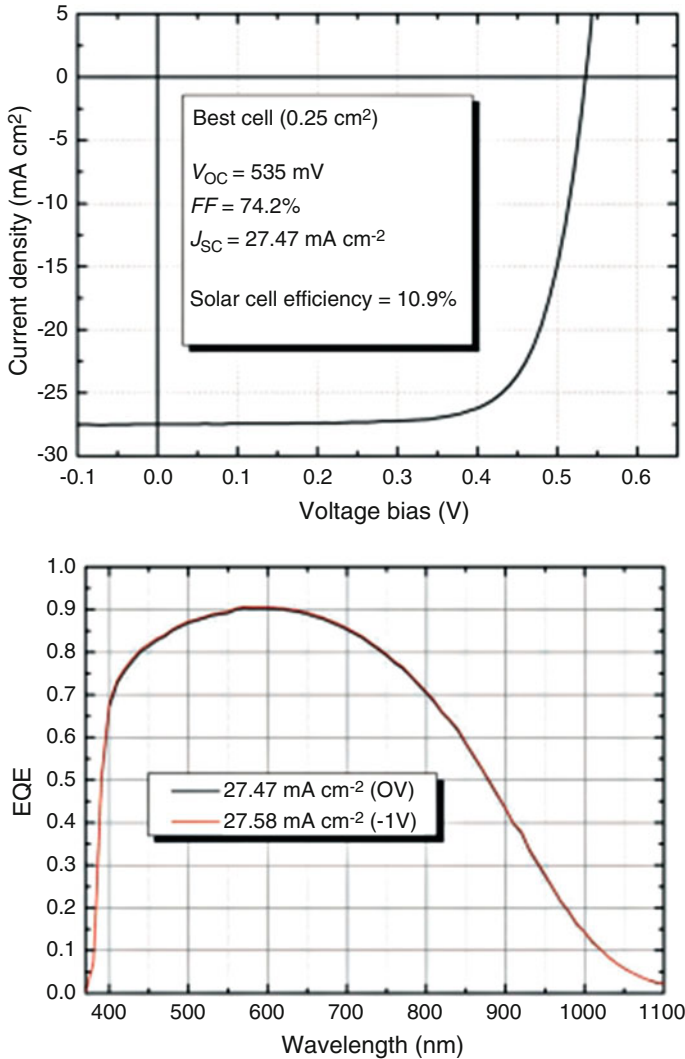 5
0
-5
-10
-15
-20
-25
-30
Current density (mA cm²)
Best cell (0.25 cm²)
V_OC = 535 mV
FF = 74.2%
J_SC = 27.47 mA cm⁻²
Solar cell efficiency = 10.9%
-0.1 0.0 0.1 0.2 0.3 0.4 0.5 0.6
Voltage bias (V)
1.0
0.9
0.8
0.7
0.6
0.5
0.4
0.3
0.2
0.1
0.0
EQE
27.47 mA cm⁻² (OV)
27.58 mA cm⁻² (-1V)
400 500 600 700 800 900 1000 1100
Wavelength (nm)